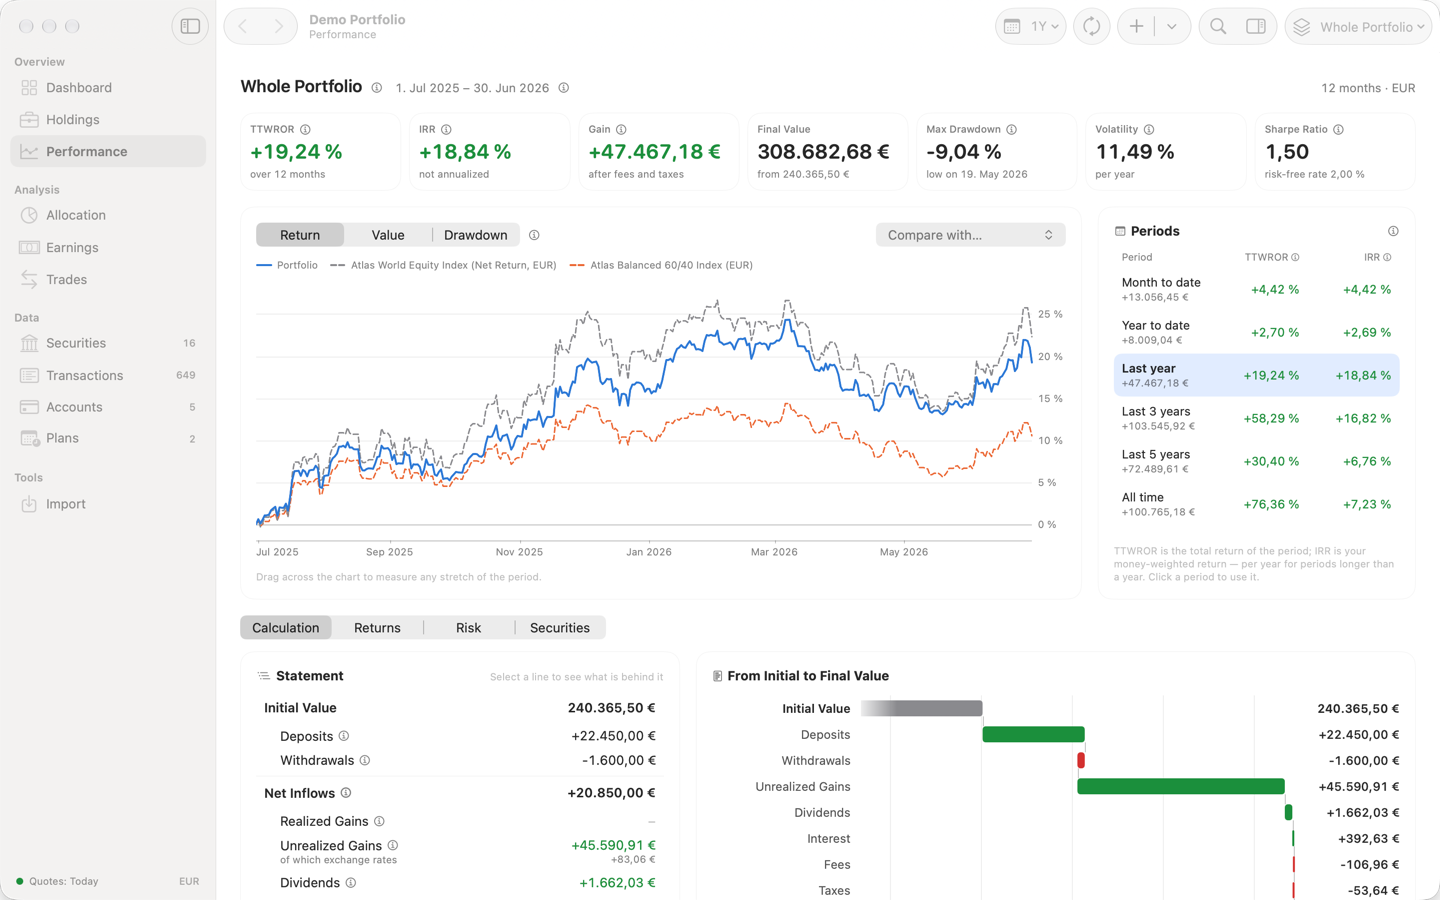 Demo Portfolio
Performance
1Y
Whole Portfolio
Overview
Dashboard
Holdings
Performance
Analysis
Allocation
Earnings
Trades
Data
Securities 16
Transactions 649
Accounts 5
Plans 2
Tools
Import
Quotes: Today EUR
Whole Portfolio 1. Jul 2025 – 30. Jun 2026 12 months · EUR
TTWROR
+19,24 %
over 12 months
IRR
+18,84 %
not annualized
Gain
+47.467,18 €
after fees and taxes
Final Value
308.682,68 €
from 240.365,50 €
Max Drawdown
-9,04 %
low on 19. May 2026
Volatility
11,49 %
per year
Sharpe Ratio
1,50
risk-free rate 2,00 %
Return Value Drawdown Compare with...
Portfolio Atlas World Equity Index (Net Return, EUR) Atlas Balanced 60/40 Index (EUR)
25 %
20 %
15 %
10 %
5 %
0 %
Jul 2025 Sep 2025 Nov 2025 Jan 2026 Mar 2026 May 2026
Drag across the chart to measure any stretch of the period.
Periods
Period TTWROR IRR
Month to date
+13.056,45 € +4,42 % +4,42 %
Year to date
+8.009,04 € +2,70 % +2,69 %
Last year
+47.467,18 € +19,24 % +18,84 %
Last 3 years
+103.545,92 € +58,29 % +16,82 %
Last 5 years
+72.489,61 € +30,40 % +6,76 %
All time
+100.765,18 € +76,36 % +7,23 %
TTWROR is the total return of the period; IRR is your
money-weighted return — per year for periods longer than
a year. Click a period to use it.
Calculation Returns Risk Securities
Statement Select a line to see what is behind it
Initial Value 240.365,50 €
Deposits +22.450,00 €
Withdrawals -1.600,00 €
Net Inflows +20.850,00 €
Realized Gains –
Unrealized Gains +45.590,91 €
of which exchange rates +83,06 €
Dividends +1.662,03 €
From Initial to Final Value
Initial Value 240.365,50 €
Deposits +22.450,00 €
Withdrawals -1.600,00 €
Unrealized Gains +45.590,91 €
Dividends +1.662,03 €
Interest +392,63 €
Fees -106,96 €
Taxes -53,64 €